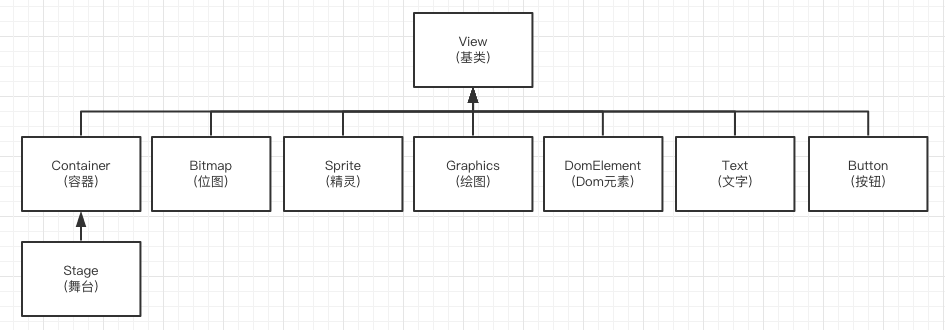 View
(基类)
Container
(容器)
Bitmap
(位图)
Sprite
(精灵)
Graphics
(绘图)
DomElement
(Dom元素)
Text
(文字)
Button
(按钮)
Stage
(舞台)